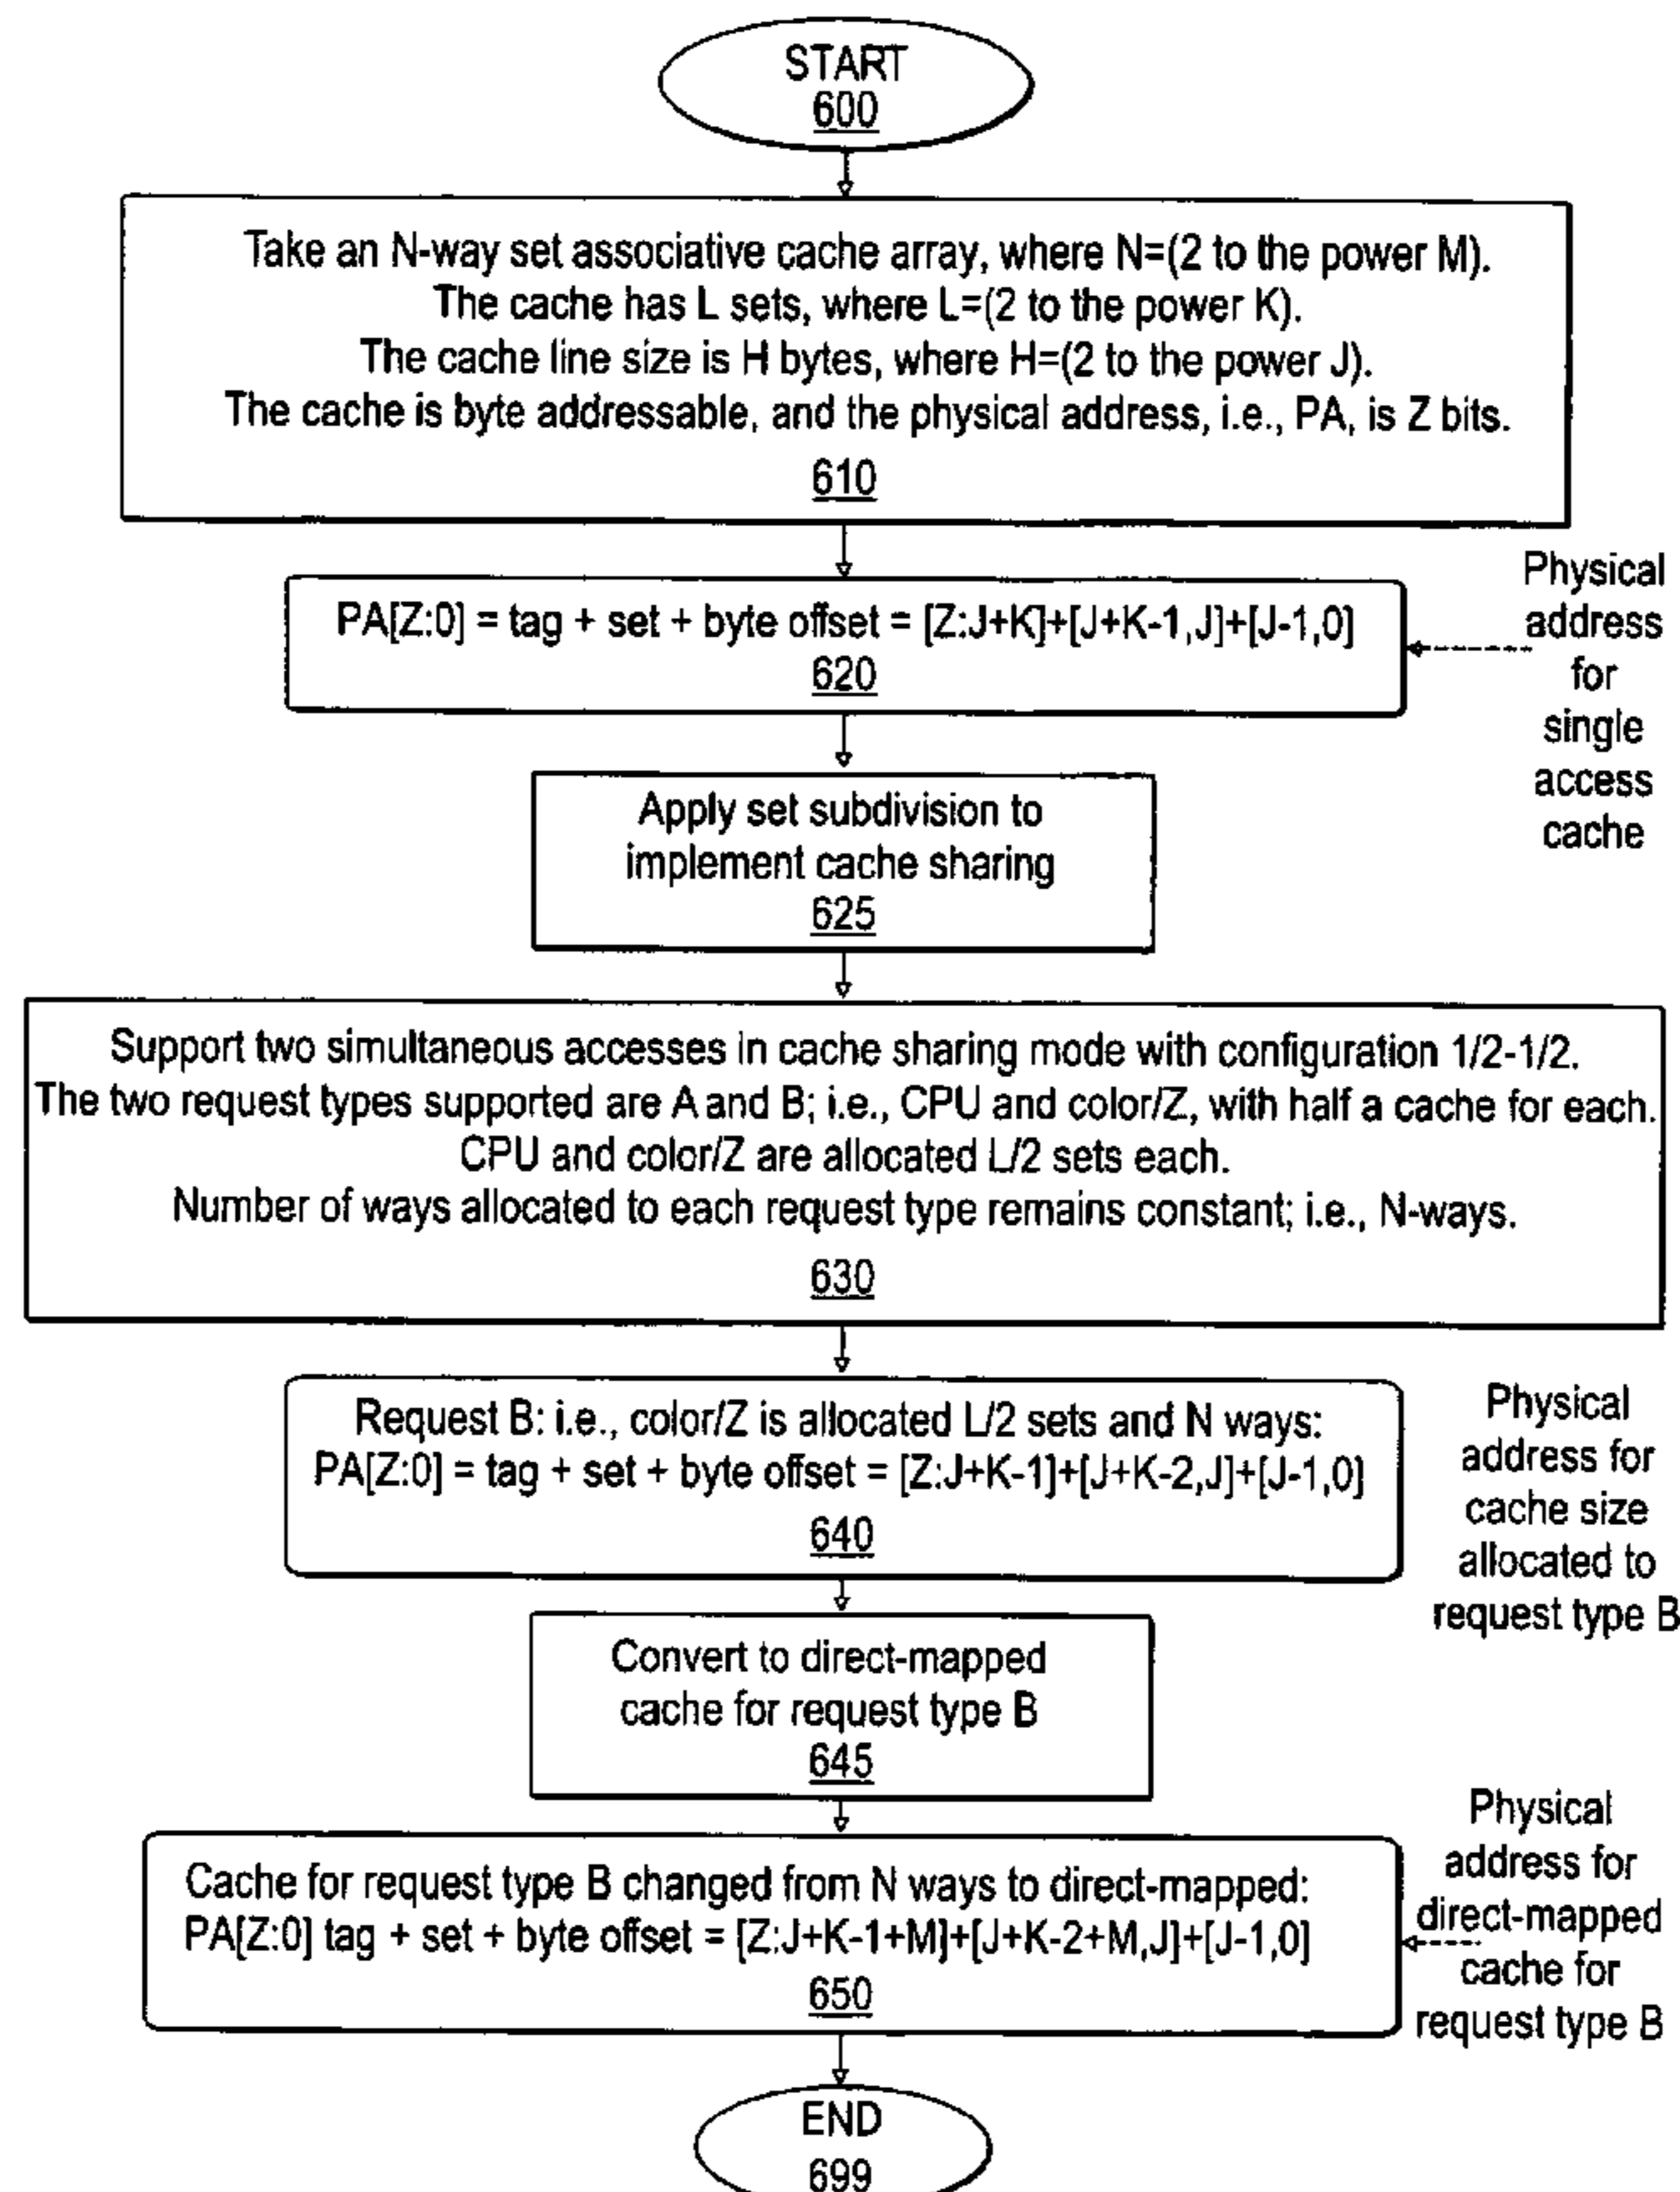 START
600
Take an N-way set associative cache array, where N=(2 to the power M).
The cache has L sets, where L=(2 to the power K).
The cache line size is H bytes, where H=(2 to the power J).
The cache is byte addressable, and the physical address, i.e., PA, is Z bits.
610
PA[Z:0] = tag + set + byte offset = [Z:J+K]+[J+K-1,J]+[J-1,0]
620
Physical
address
for
single
access
cache
Apply set subdivision to
implement cache sharing
625
Support two simultaneous accesses in cache sharing mode with configuration 1/2-1/2.
The two request types supported are A and B; i.e., CPU and color/Z, with half a cache for each.
CPU and color/Z are allocated L/2 sets each.
Number of ways allocated to each request type remains constant; i.e., N-ways.
630
Request B: i.e., color/Z is allocated L/2 sets and N ways:
PA[Z:0] = tag + set + byte offset = [Z:J+K-1]+[J+K-2,J]+[J-1,0]
640
Physical
address for
cache size
allocated to
request type B
Convert to direct-mapped
cache for request type B
645
Cache for request type B changed from N ways to direct-mapped:
PA[Z:0] tag + set + byte offset = [Z:J+K-1+M]+[J+K-2+M,J]+[J-1,0]
650
Physical
address for
direct-mapped
cache for
request type B
END
699